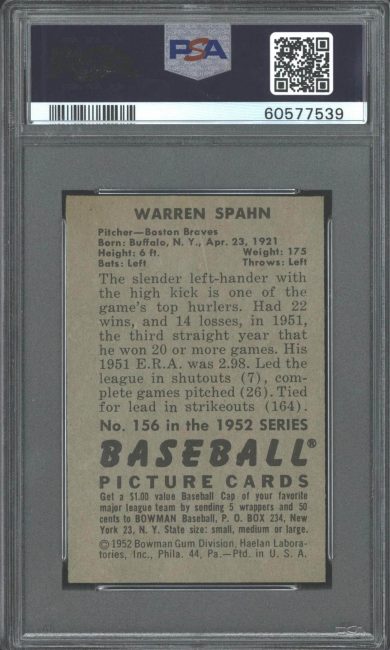 PSA
60577539
WARREN SPAHN
Pitcher—Boston Braves
Born: Buffalo, N. Y., Apr. 23, 1921
Height: 6 ft. Weight: 175
Bats: Left Throws: Left
The slender left-hander with
the high kick is one of the
game's top hurlers. Had 22
wins, and 14 losses, in 1951,
the third straight year that
he won 20 or more games. His
1951 E.R.A. was 2.98. Led the
league in shutouts (7), com-
plete games pitched (26). Tied
for lead in strikeouts (164).
No. 156 in the 1952 SERIES
BASEBALL®
PICTURE CARDS
Get a $1.00 value Baseball Cap of your favorite
major league team by sending 5 wrappers and 50
cents to BOWMAN Baseball, P. O. BOX 234, New
York 23, N. Y. State size: small, medium or large.
©1952 Bowman Gum Division, Haelan Labora-
tories, Inc., Phila. 44, Pa.—Ptd. in U. S. A.